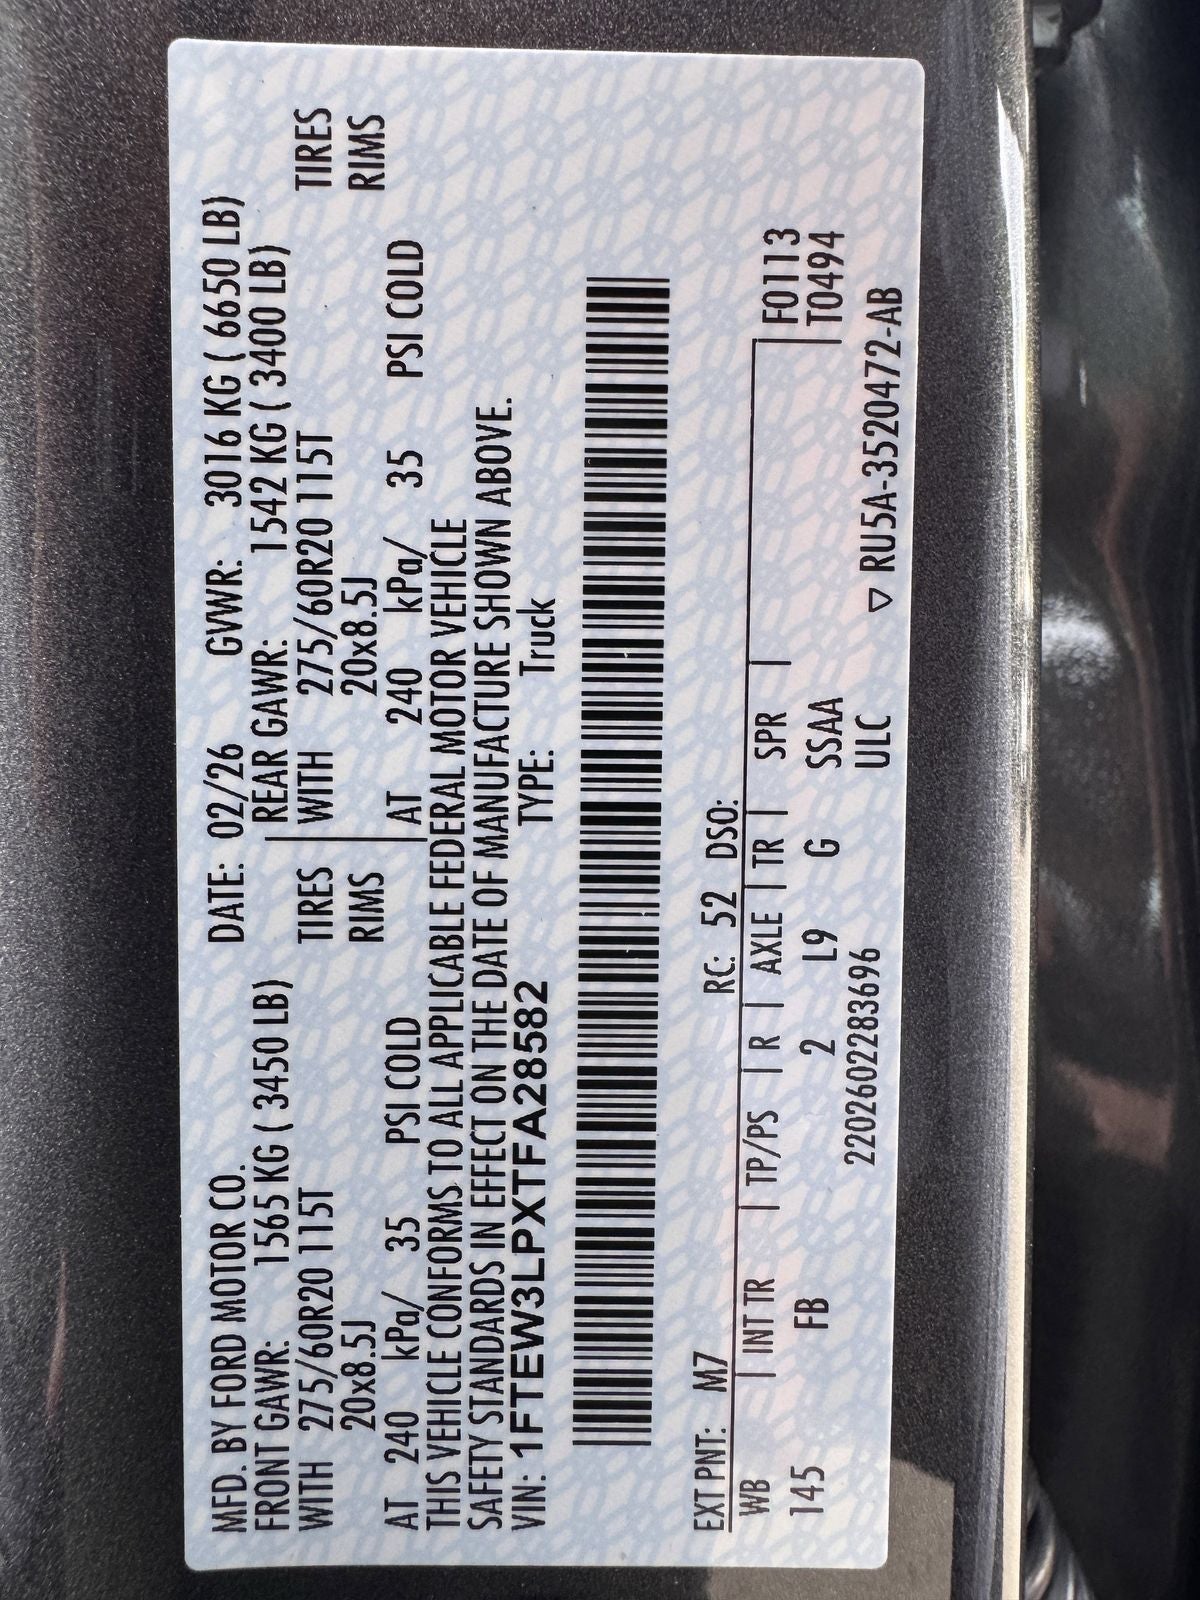 MFD. BY FORD MOTOR CO. DATE: 02/26 GVWR: 3016 KG ( 6650 LB)
FRONT GAWR: 1565 KG ( 3450 LB) REAR GAWR: 1542 KG ( 3400 LB)
WITH 275/60R20 115T TIRES WITH 275/60R20 115T TIRES
20x8.5J RIMS 20x8.5J RIMS
AT 240 kPa/ 35 PSI COLD AT 240 kPa/ 35 PSI COLD
THIS VEHICLE CONFORMS TO ALL APPLICABLE FEDERAL MOTOR VEHICLE
SAFETY STANDARDS IN EFFECT ON THE DATE OF MANUFACTURE SHOWN ABOVE.
VIN: 1FTEW3LPXTFA28582 TYPE: Truck
EXT PNT: M7 RC: 52 DSO:
WB | INT TR | TP/PS | R | AXLE | TR | SPR | F0113
145 FB 2 L9 G SSAA T0494
2202602283696 ULC ▽ RU5A-3520472-AB